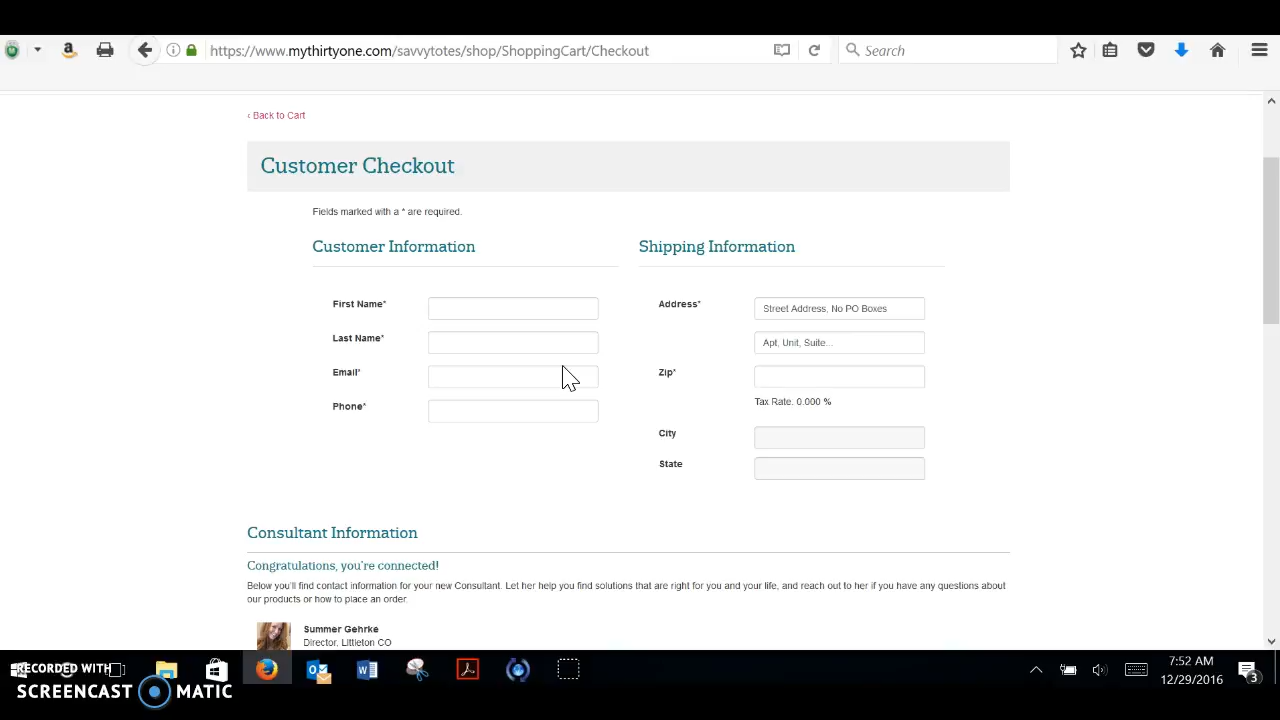 https://www.mythirtyone.com/savvytotes/shop/ShoppingCart/Checkout
Search
‹ Back to Cart
Customer Checkout
Fields marked with a * are required.
Customer Information
Shipping Information
First Name*
Address*
Street Address, No PO Boxes
Last Name*
Apt, Unit, Suite...
Email*
Zip*
Tax Rate. 0.000 %
Phone*
City
State
Consultant Information
Congratulations, you're connected!
Below you'll find contact information for your new Consultant. Let her help you find solutions that are right for you and your life, and reach out to her if you have any questions about
our products or how to place an order.
Summer Gehrke
Director, Littleton CO
RECORDED WITH
SCREENCAST MATIC
7:52 AM
12/29/2016
3